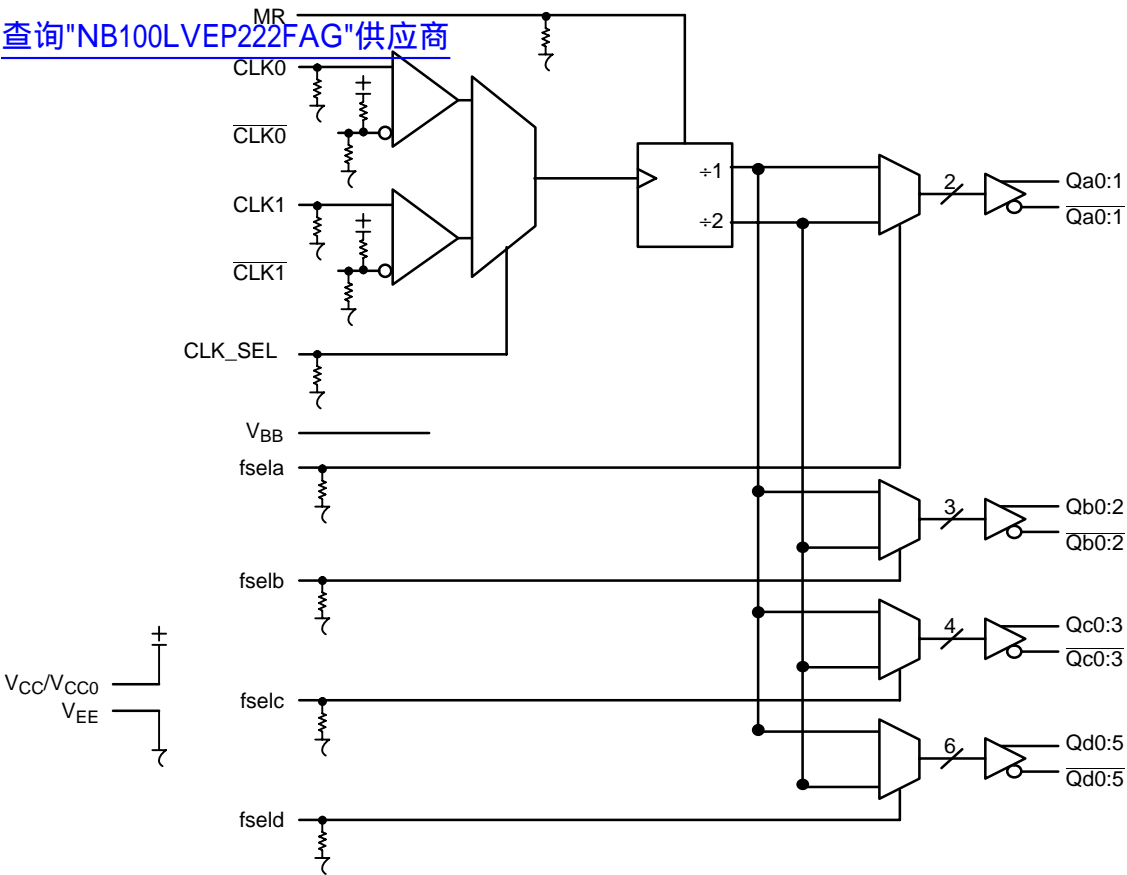 MR
查询"NB100LVEP222FAG"供应商
CLK0
CLK0
CLK1
CLK1
CLK_SEL
VBB
fsela
fselb
fselc
fseld
VCC/VCC0
VEE
÷1
÷2
2
Qa0:1
Qa0:1
3
Qb0:2
Qb0:2
4
Qc0:3
Qc0:3
6
Qd0:5
Qd0:5